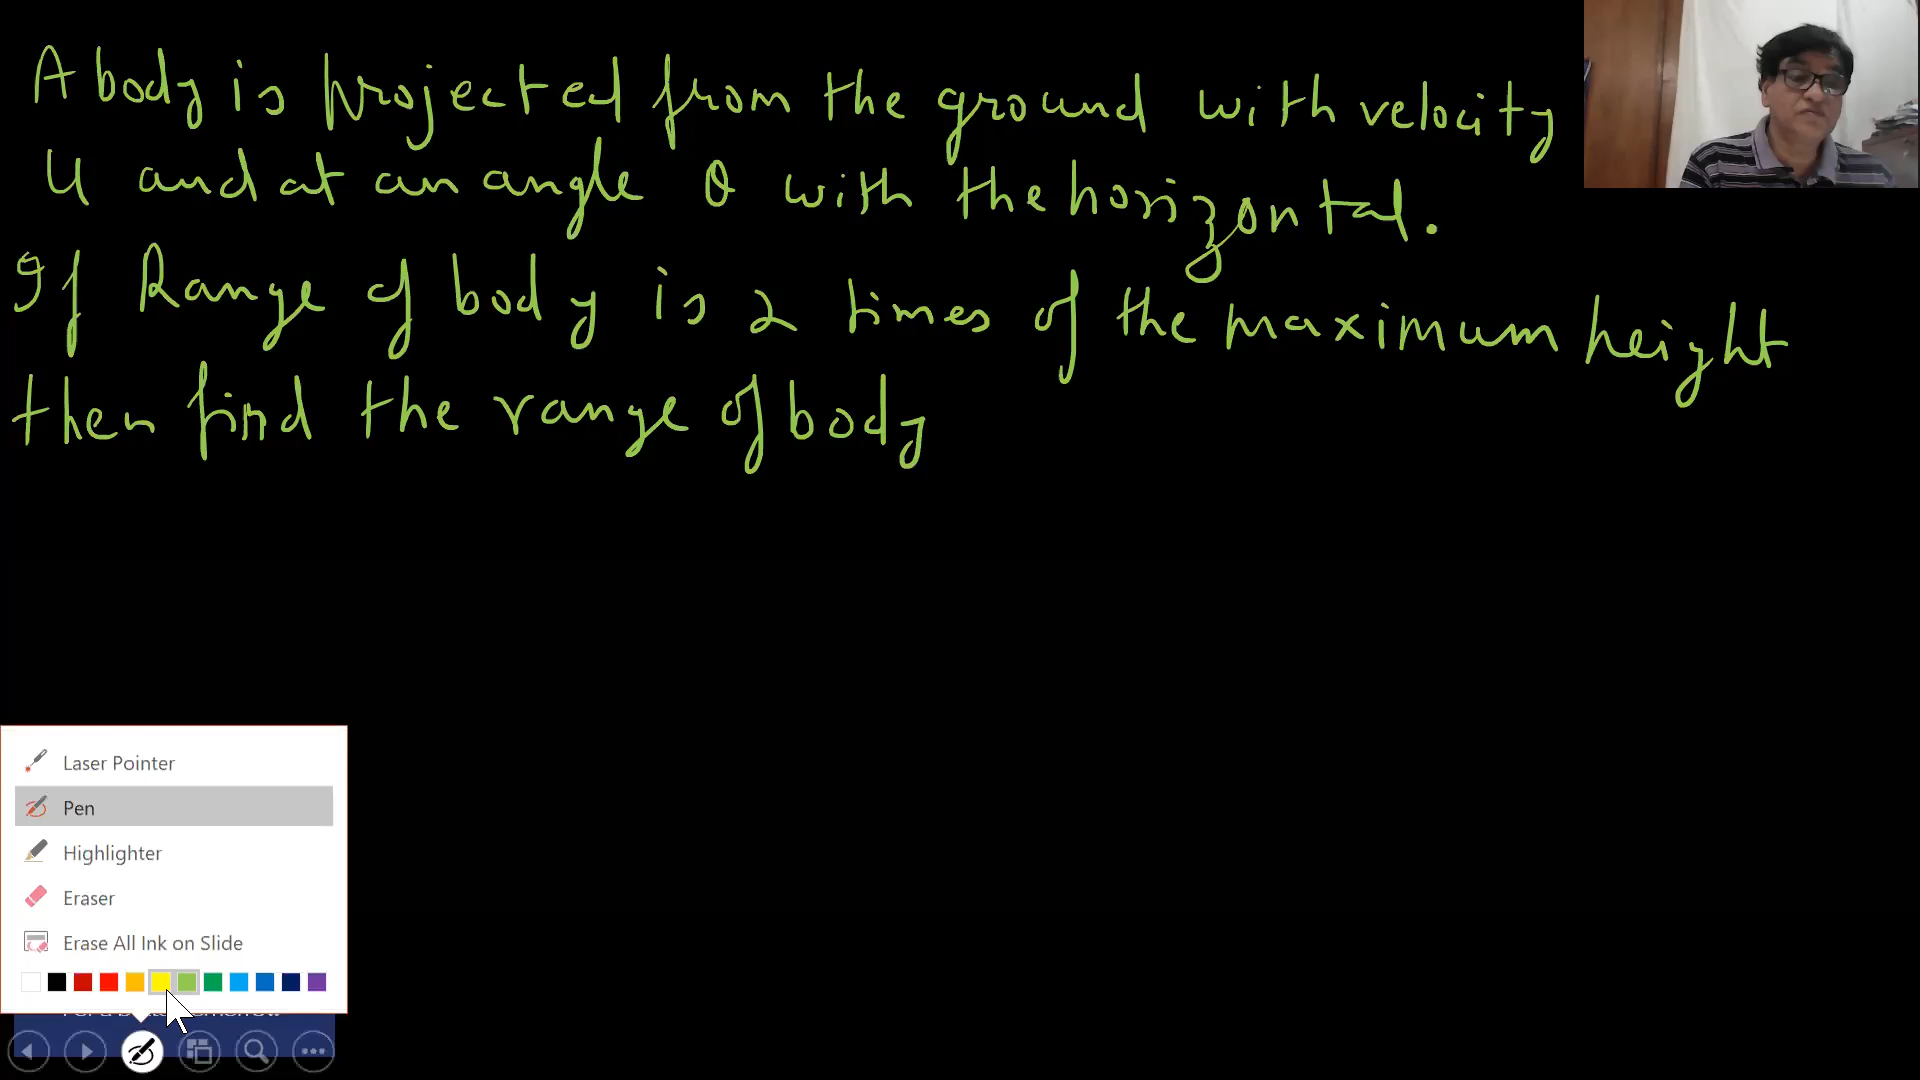 A body is projected from the ground with velocity
u and at an angle θ with the horizontal.
If Range of body is 2 times of the maximum height
then find the range of body
Laser Pointer
Pen
Highlighter
Eraser
Erase All Ink on Slide